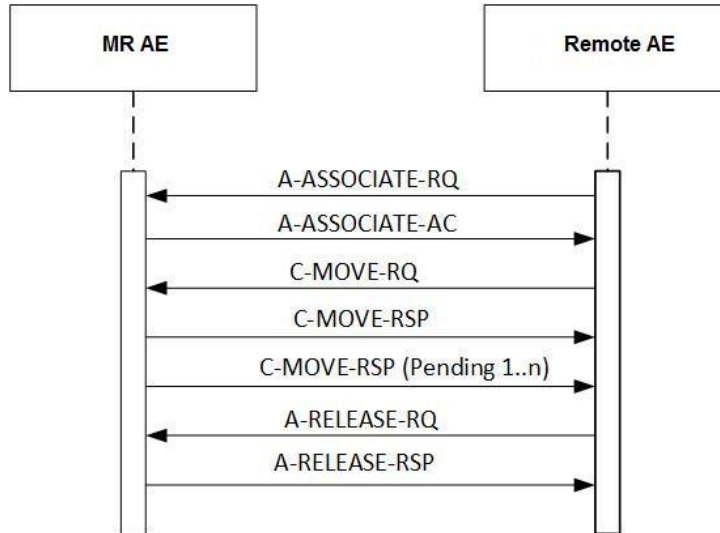 MR AE
Remote AE
A-ASSOCIATE-RQ
A-ASSOCIATE-AC
C-MOVE-RQ
C-MOVE-RSP
C-MOVE-RSP (Pending 1..n)
A-RELEASE-RQ
A-RELEASE-RSP